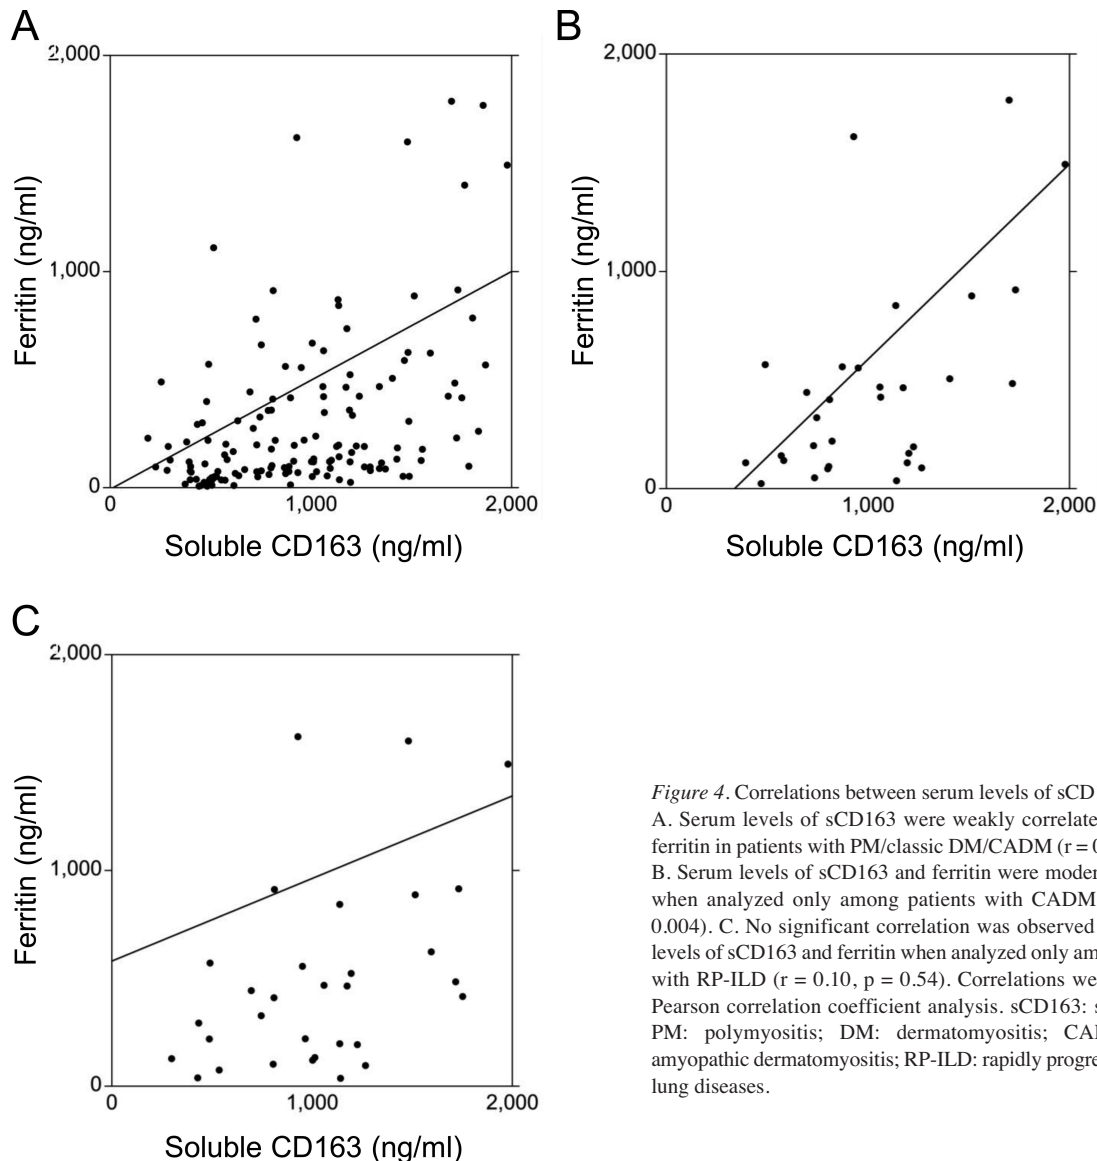 A
B
2,000
1,000
0
Ferritin (ng/ml)
0
1,000
2,000
Soluble CD163 (ng/ml)
2,000
1,000
0
Ferritin (ng/ml)
0
1,000
2,000
Soluble CD163 (ng/ml)
C
2,000
1,000
0
Ferritin (ng/ml)
0
1,000
2,000
Soluble CD163 (ng/ml)
Figure 4. Correlations between serum levels of sCD
A. Serum levels of sCD163 were weakly correlate
ferritin in patients with PM/classic DM/CADM (r = 0
B. Serum levels of sCD163 and ferritin were moder
when analyzed only among patients with CADM
0.004). C. No significant correlation was observed
levels of sCD163 and ferritin when analyzed only am
with RP-ILD (r = 0.10, p = 0.54). Correlations we
Pearson correlation coefficient analysis. sCD163: s
PM: polymyositis; DM: dermatomyositis; CAD
amyopathic dermatomyositis; RP-ILD: rapidly progre
lung diseases.